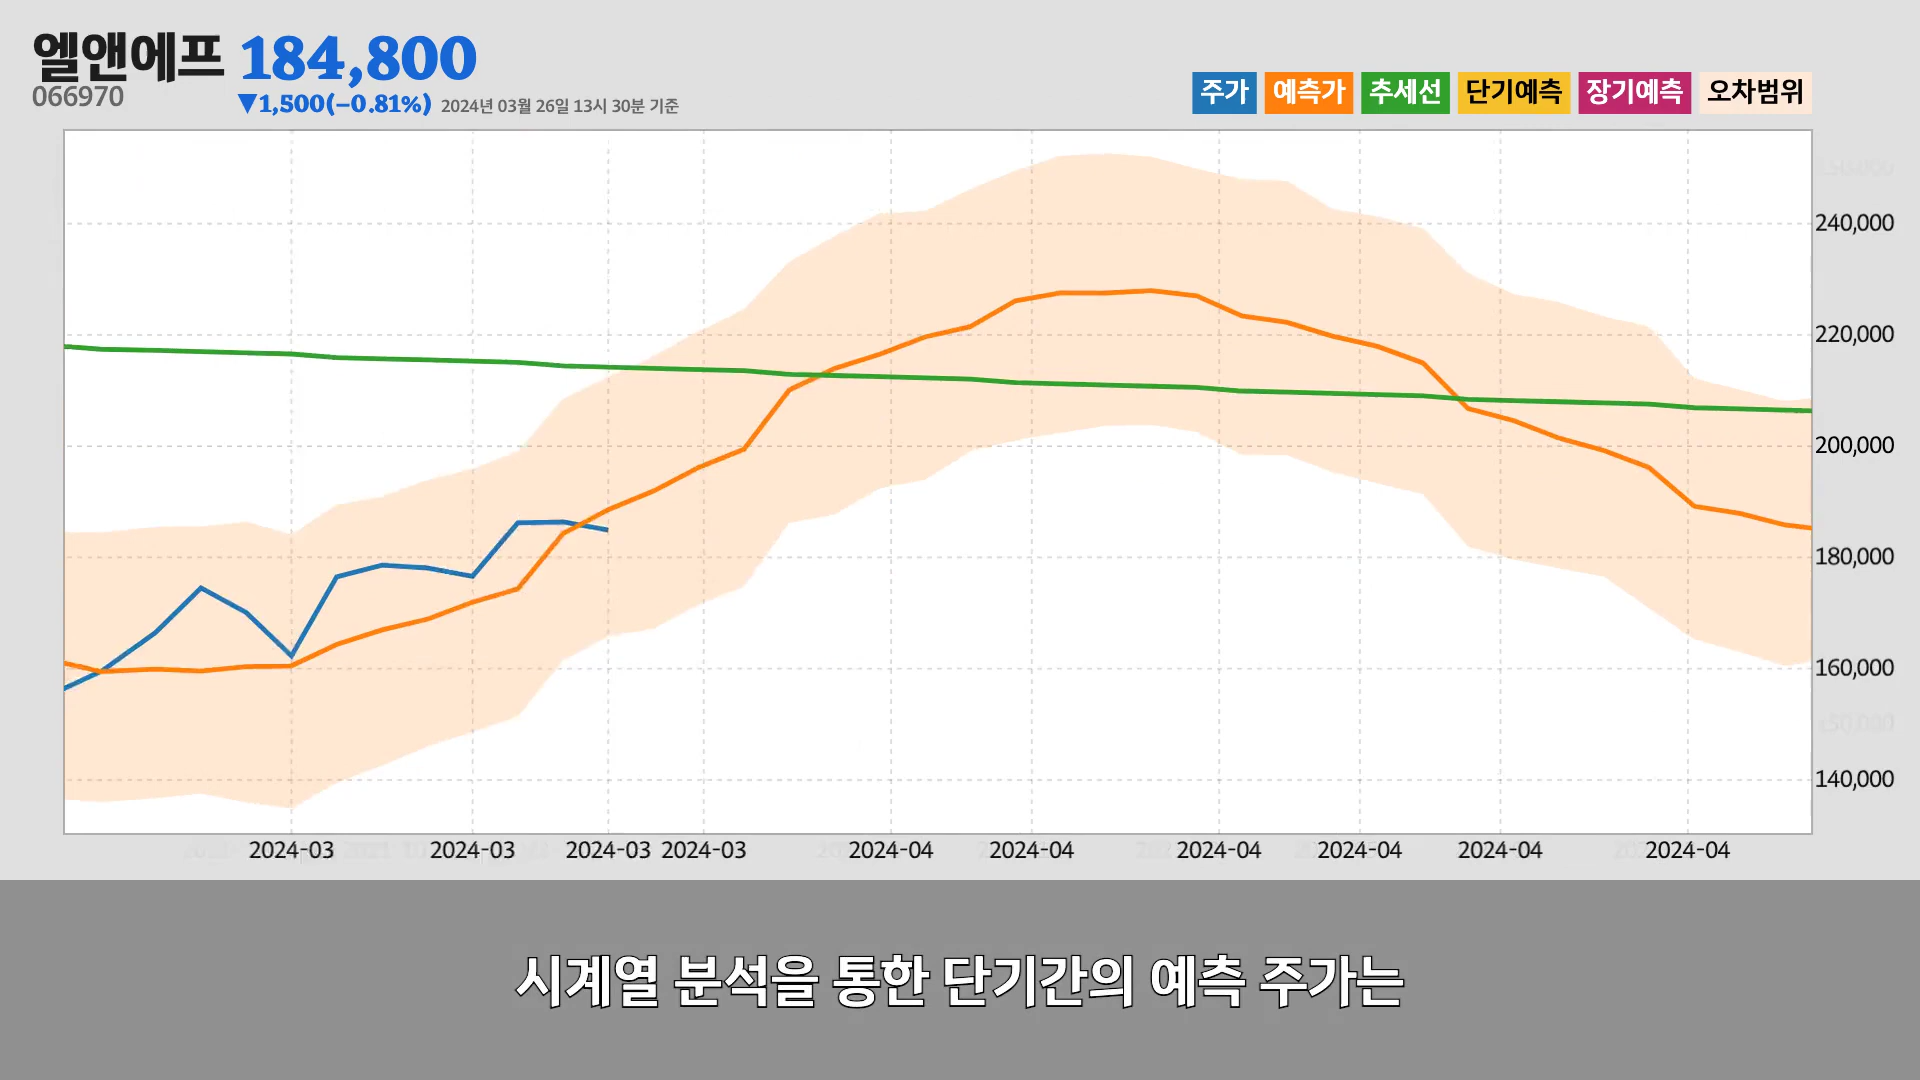 엘앤에프 184,800
066970
▼1,500(−0.81%) 2024년 03월 26일 13시 30분 기준
주가 예측가 추세선 단기예측 장기예측 오차범위
240,000
220,000
200,000
180,000
160,000
140,000
2024-03 2024-03 2024-03 2024-03 2024-04 2024-04 2024-04 2024-04 2024-04 2024-04
시계열 분석을 통한 단기간의 예측 주가는